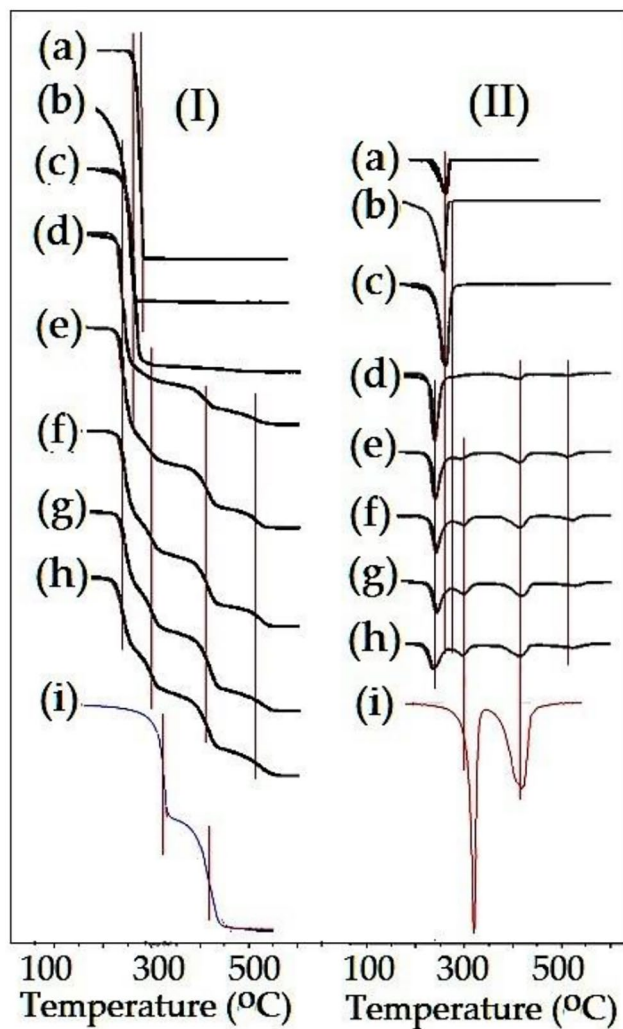 (a)
(b)
(c)
(d)
(e)
(f)
(g)
(h)
(i)
(I)
100 300 500
Temperature (ºC)
(II)
(a)
(b)
(c)
(d)
(e)
(f)
(g)
(h)
(i)
100 300 500
Temperature (ºC)